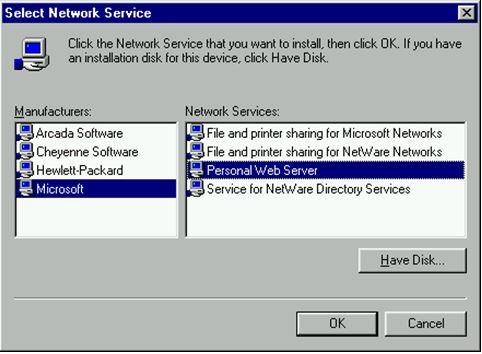 Select Network Service
Click the Network Service that you want to install, then click OK. If you have
an installation disk for this device, click Have Disk.
Manufacturers:
Arcada Software
Cheyenne Software
Hewlett-Packard
Microsoft
Network Services:
File and printer sharing for Microsoft Networks
File and printer sharing for NetWare Networks
Personal Web Server
Service for NetWare Directory Services
Have Disk...
OK
Cancel